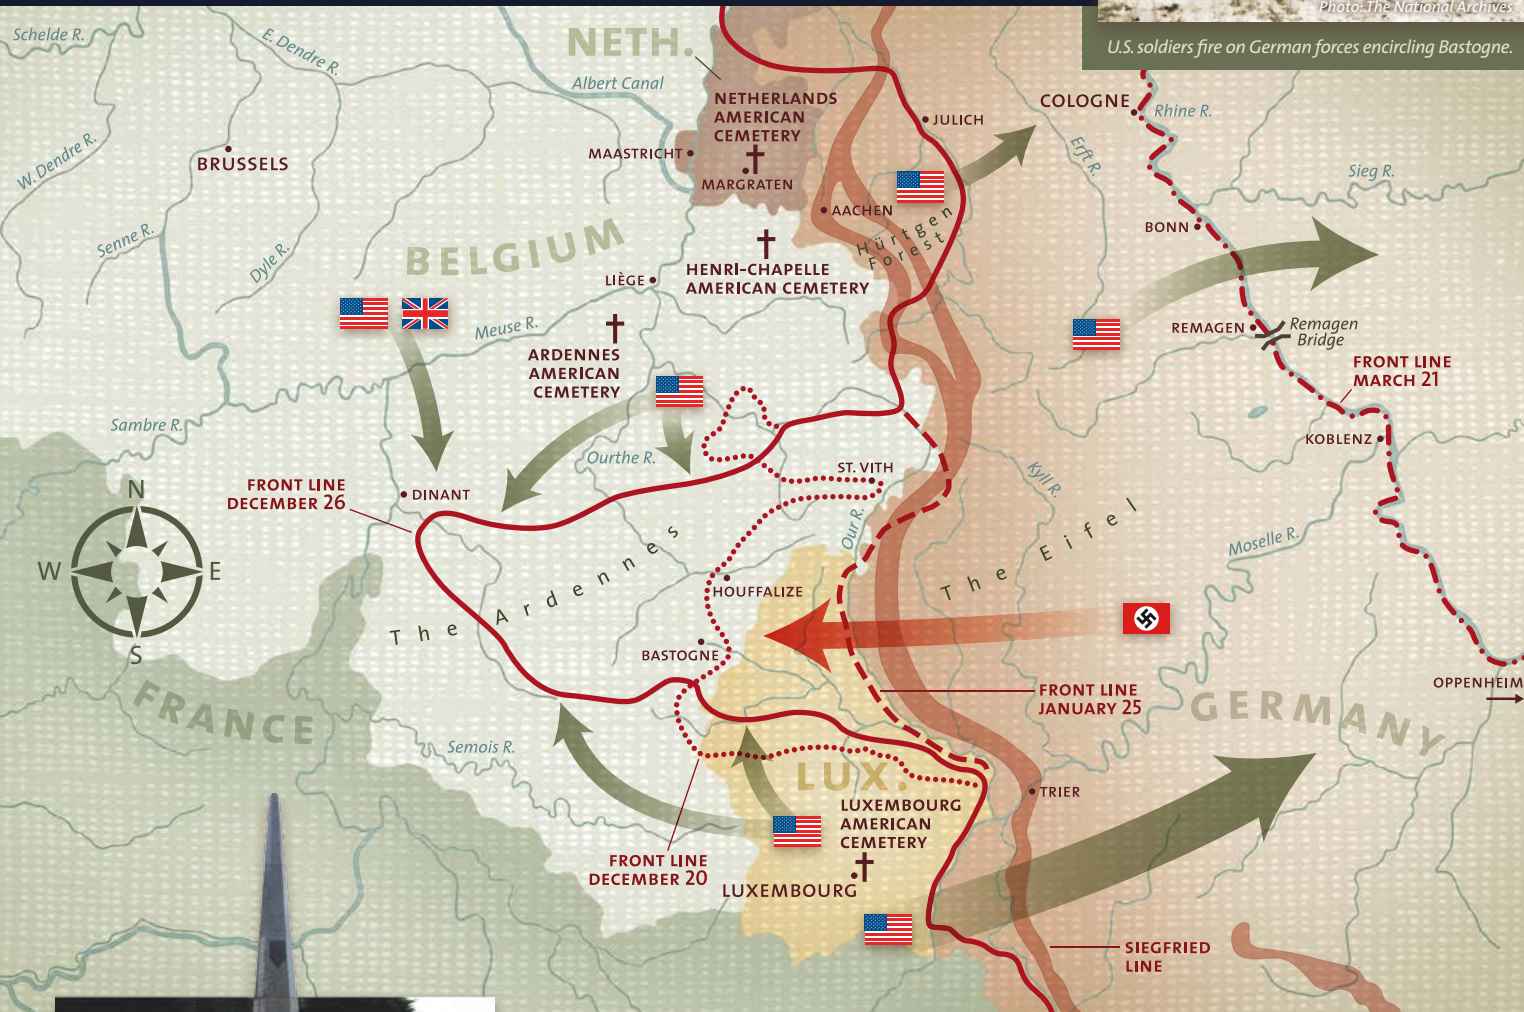 Photo: The National Archives
U.S. soldiers fire on German forces encircling Bastogne.
Schelde R.
E. Dendre R.
NETH.
Albert Canal
NETHERLANDS
AMERICAN
CEMETERY
COLOGNE
Rhine R.
JULICH
W. Dendre R.
BRUSSELS
MAASTRICHT
MARGRATEN
Erft R.
Sieg R.
AACHEN
Hürtgen
Forest
BONN
Senne R.
Dyle R.
BELGIUM
LIÈGE
HENRI-CHAPELLE
AMERICAN CEMETERY
Meuse R.
ARDENNES
AMERICAN
CEMETERY
REMAGEN
Remagen
Bridge
FRONT LINE
MARCH 21
Sambre R.
KOBLENZ
Ourthe R.
ST. VITH
Kyll R.
N
W
E
S
FRONT LINE
DECEMBER 26
DINANT
Our R.
The Eifel
Moselle R.
The Ardennes
HOUFFALIZE
BASTOGNE
FRONT LINE
JANUARY 25
OPPENHEIM
FRANCE
GERMANY
Semois R.
LUX.
TRIER
LUXEMBOURG
AMERICAN
CEMETERY
FRONT LINE
DECEMBER 20
LUXEMBOURG
SIEGFRIED
LINE